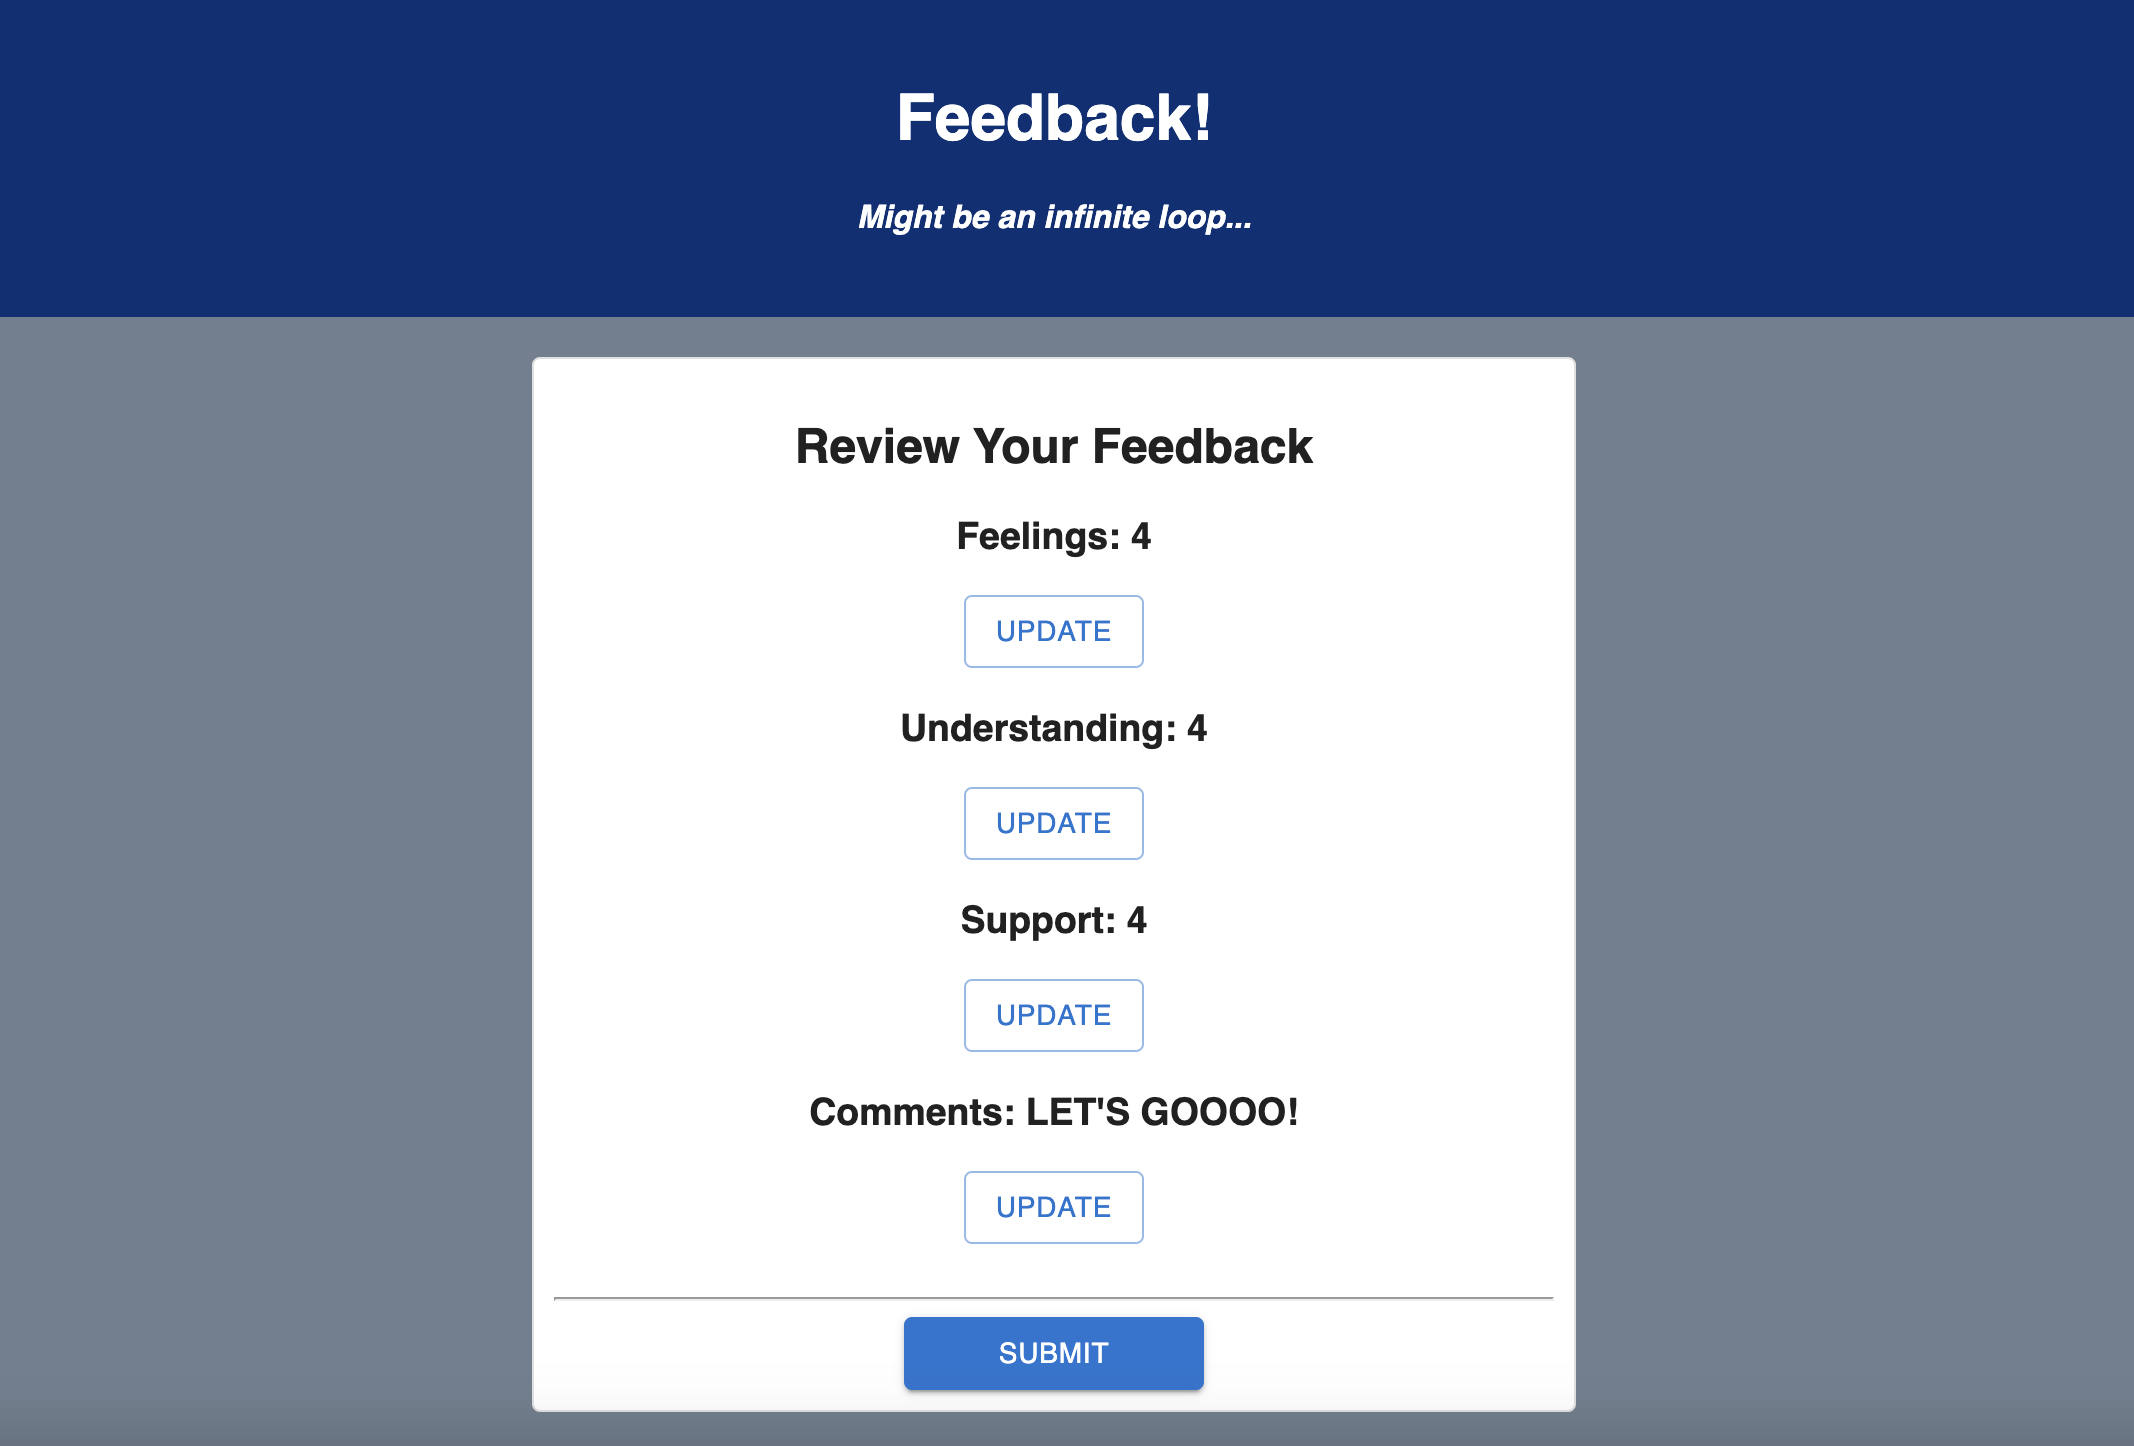 Feedback!
Might be an infinite loop...
Review Your Feedback
Feelings: 4
UPDATE
Understanding: 4
UPDATE
Support: 4
UPDATE
Comments: LET'S GOOOO!
UPDATE
SUBMIT